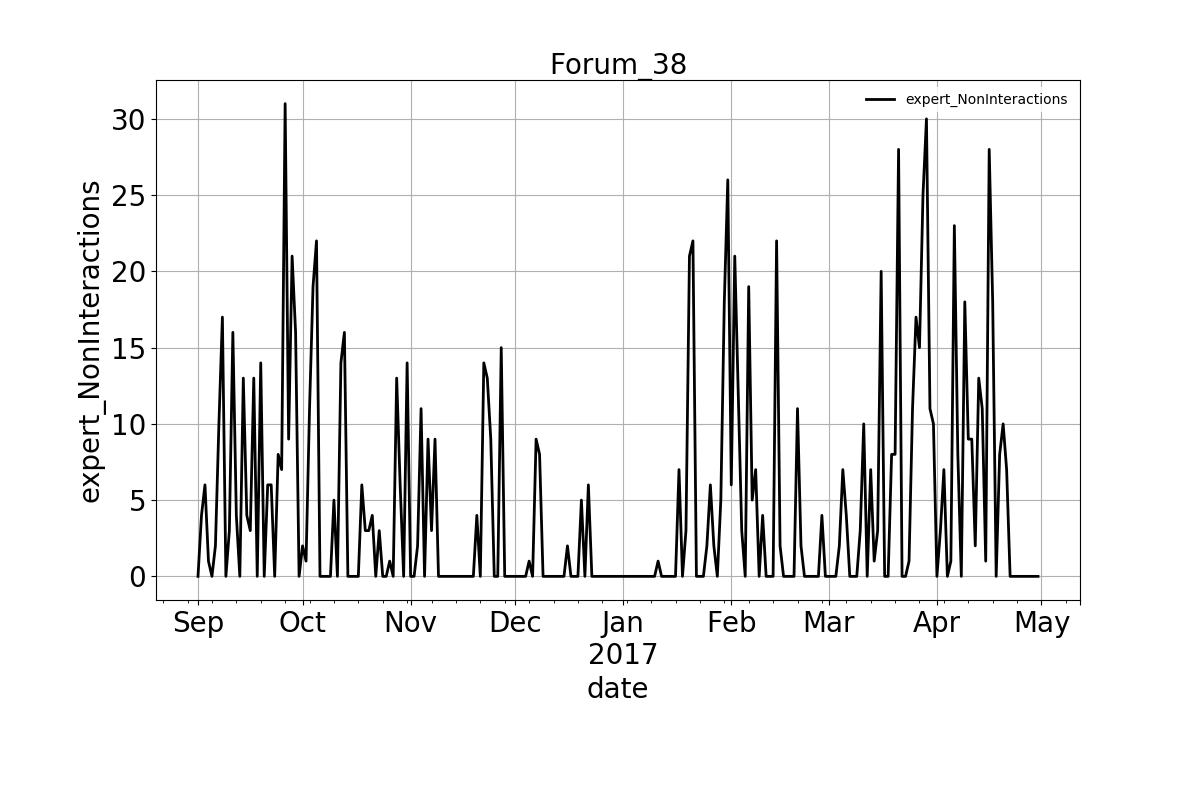 Forum_38
expert_NonInteractions
expert_NonInteractions
30
25
20
15
10
5
0
Sep Oct Nov Dec Jan Feb Mar Apr May
2017
date